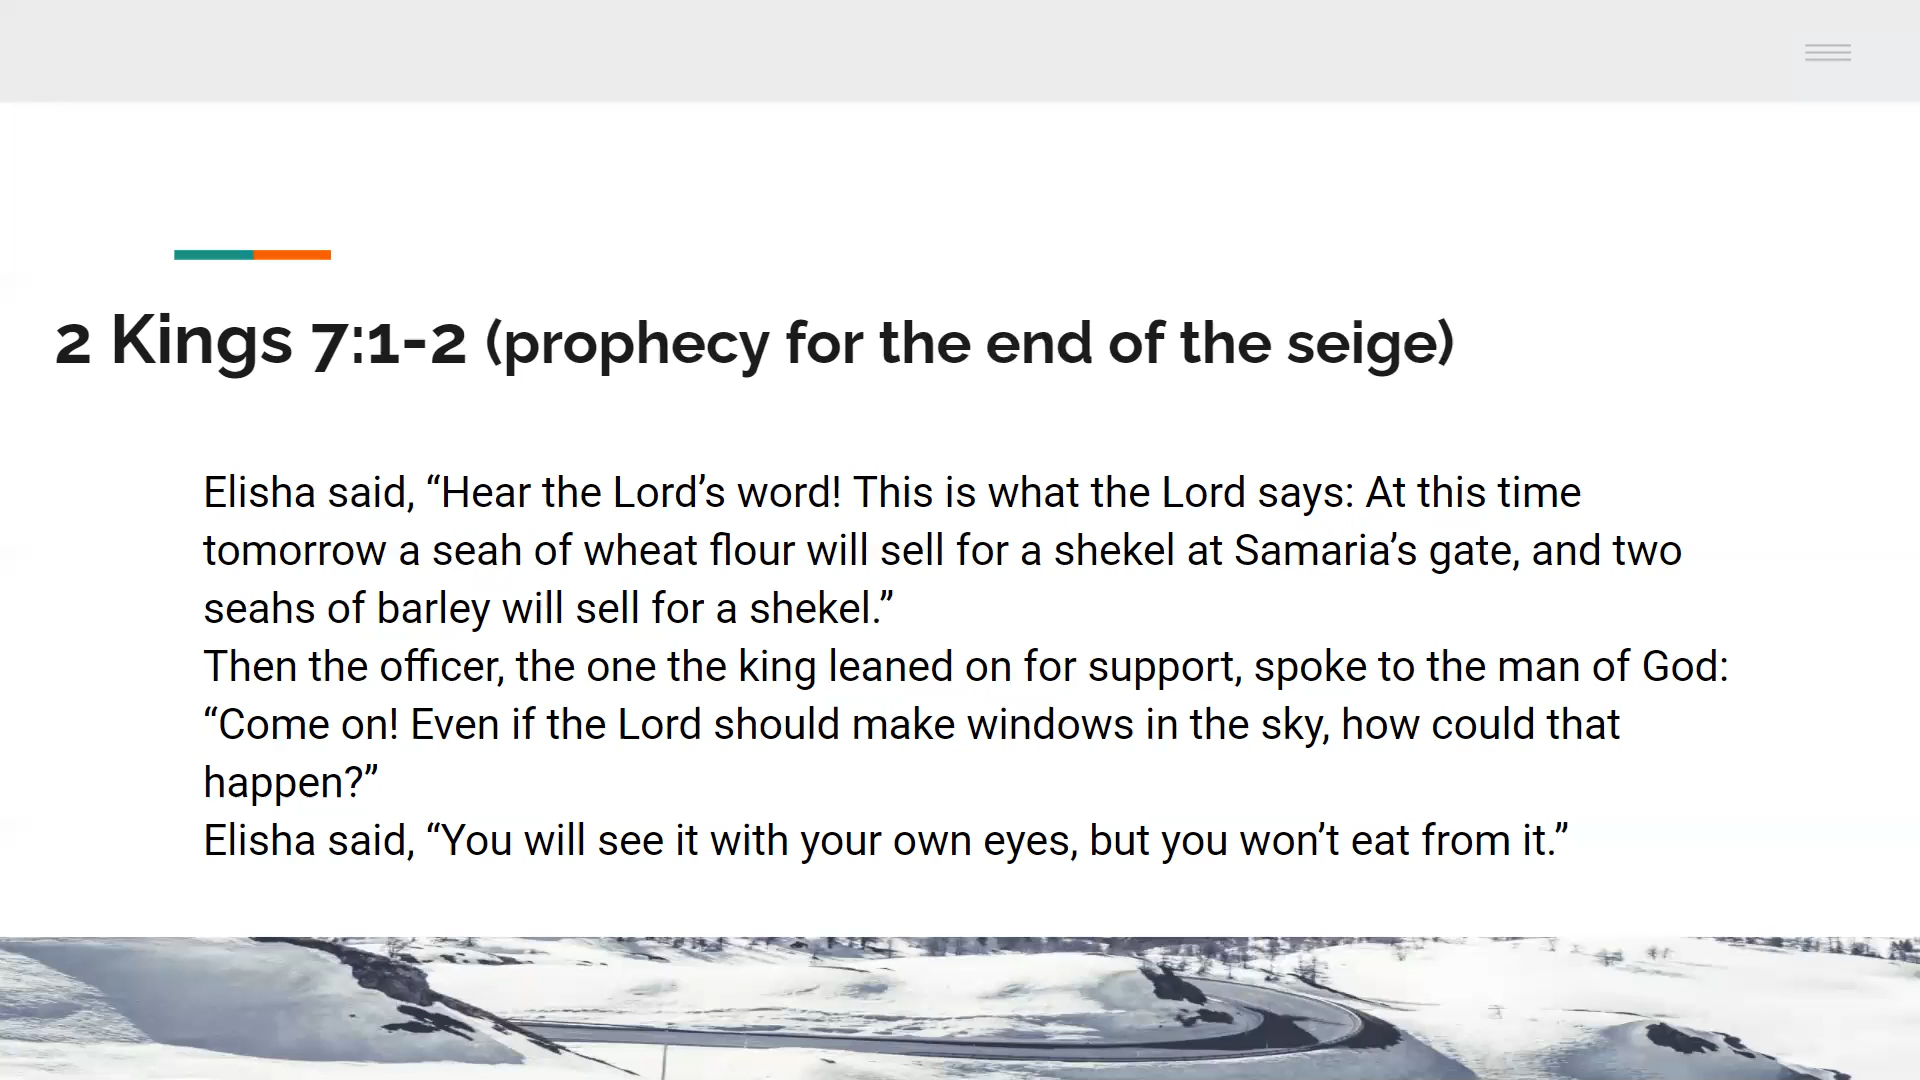 2 Kings 7:1-2 (prophecy for the end of the seige)
Elisha said, “Hear the Lord’s word! This is what the Lord says: At this time
tomorrow a seah of wheat flour will sell for a shekel at Samaria’s gate, and two
seahs of barley will sell for a shekel.”
Then the officer, the one the king leaned on for support, spoke to the man of God:
“Come on! Even if the Lord should make windows in the sky, how could that
happen?”
Elisha said, “You will see it with your own eyes, but you won’t eat from it.”